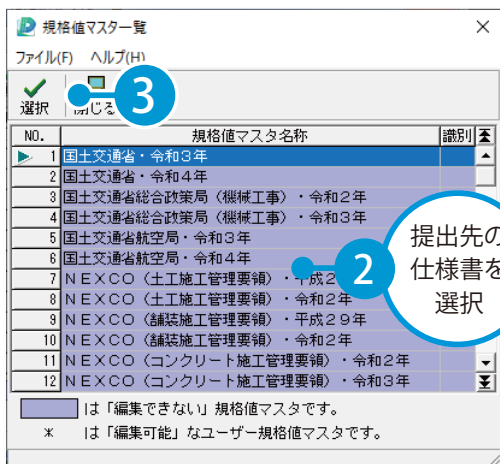 規格値マスタ一覧
ファイル(F) ヘルプ(H)
選択 閉じる 3
NO. 規格値マスタ名称 識別
1 国土交通省・令和3年
2 国土交通省・令和4年
3 国土交通省総合政策局（機械工事）・令和2年
4 国土交通省総合政策局（機械工事）・令和3年
5 国土交通省航空局・令和3年
6 国土交通省航空局・令和4年
7 NEXCO（土工施工管理要領）・平成2
8 NEXCO（土工施工管理要領）・令和2年
9 NEXCO（舗装施工管理要領）・平成29年
10 NEXCO（舗装施工管理要領）・令和2年
11 NEXCO（コンクリート施工管理要領）・令和2年
12 NEXCO（コンクリート施工管理要領）・令和3年
2
提出先の
仕様書を
選択
は「編集できない」規格値マスタです。
* は「編集可能」なユーザー規格値マスタです。